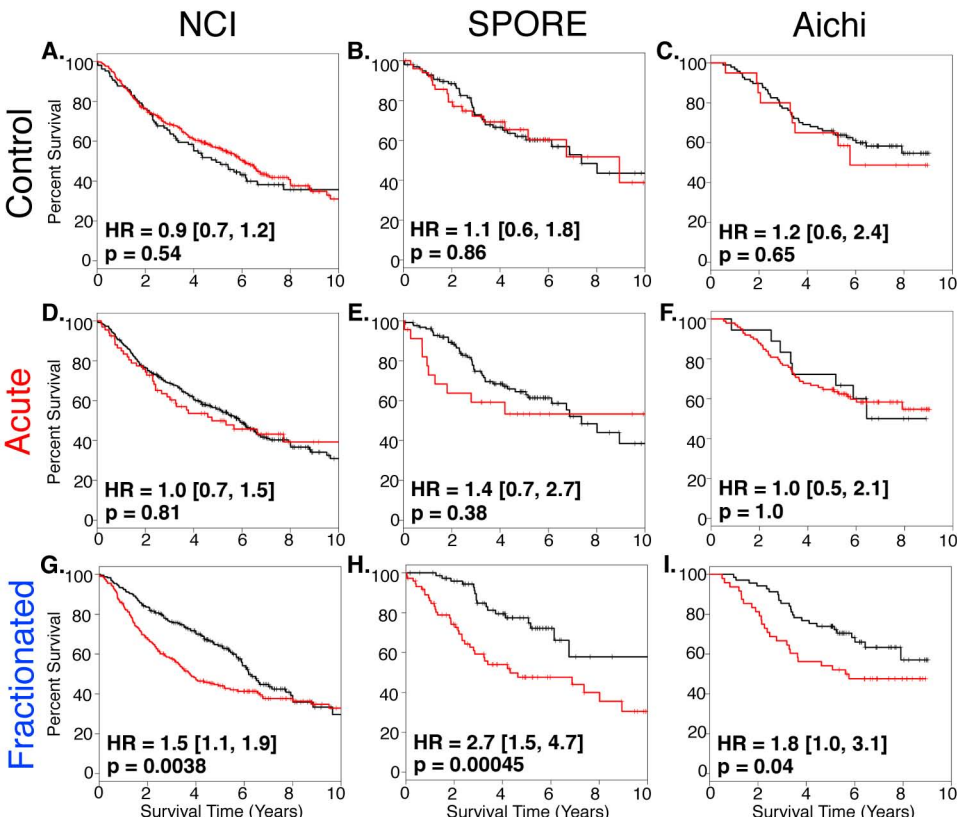 NCI SPORE Aichi
Control
A.
100
80
60
40
20
0
Percent Survival
HR = 0.9 [0.7, 1.2]
p = 0.54
0 2 4 6 8 10
B.
100
80
60
40
20
0
HR = 1.1 [0.6, 1.8]
p = 0.86
0 2 4 6 8 10
C.
100
80
60
40
20
0
HR = 1.2 [0.6, 2.4]
p = 0.65
0 2 4 6 8 10
Acute
D.
100
80
60
40
20
0
Percent Survival
HR = 1.0 [0.7, 1.5]
p = 0.81
0 2 4 6 8 10
E.
100
80
60
40
20
0
HR = 1.4 [0.7, 2.7]
p = 0.38
0 2 4 6 8 10
F.
100
80
60
40
20
0
HR = 1.0 [0.5, 2.1]
p = 1.0
0 2 4 6 8 10
Fractionated
G.
100
80
60
40
20
0
Percent Survival
HR = 1.5 [1.1, 1.9]
p = 0.0038
0 2 4 6 8 10
Survival Time (Years)
H.
100
80
60
40
20
0
HR = 2.7 [1.5, 4.7]
p = 0.00045
0 2 4 6 8 10
Survival Time (Years)
I.
100
80
60
40
20
0
HR = 1.8 [1.0, 3.1]
p = 0.04
0 2 4 6 8 10
Survival Time (Years)